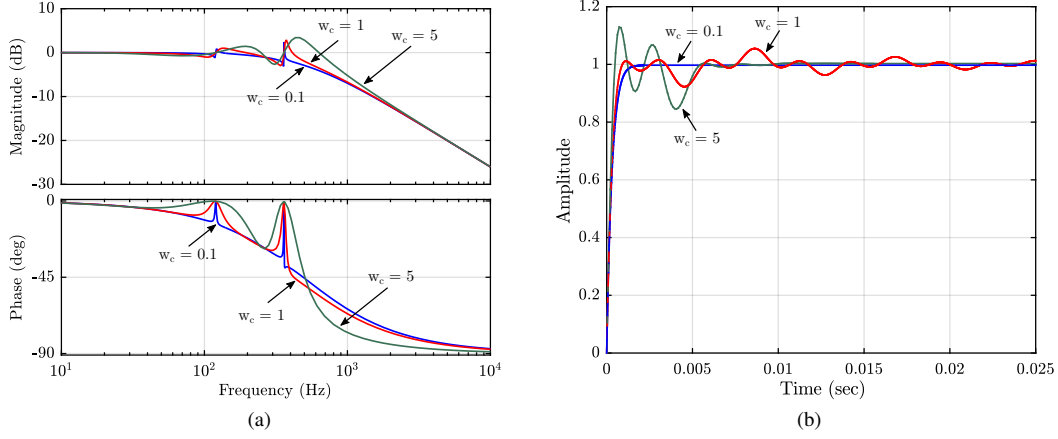 Magnitude (dB)
0
-10
-20
-30
w_c = 1
w_c = 5
w_c = 0.1
Phase (deg)
0
-45
-90
w_c = 0.1
w_c = 5
w_c = 1
10^1
10^2
10^3
10^4
Frequency (Hz)
(a)
Amplitude
1.2
1
0.8
0.6
0.4
0.2
0
w_c = 0.1
w_c = 1
w_c = 5
0
0.005
0.01
0.015
0.02
0.025
Time (sec)
(b)